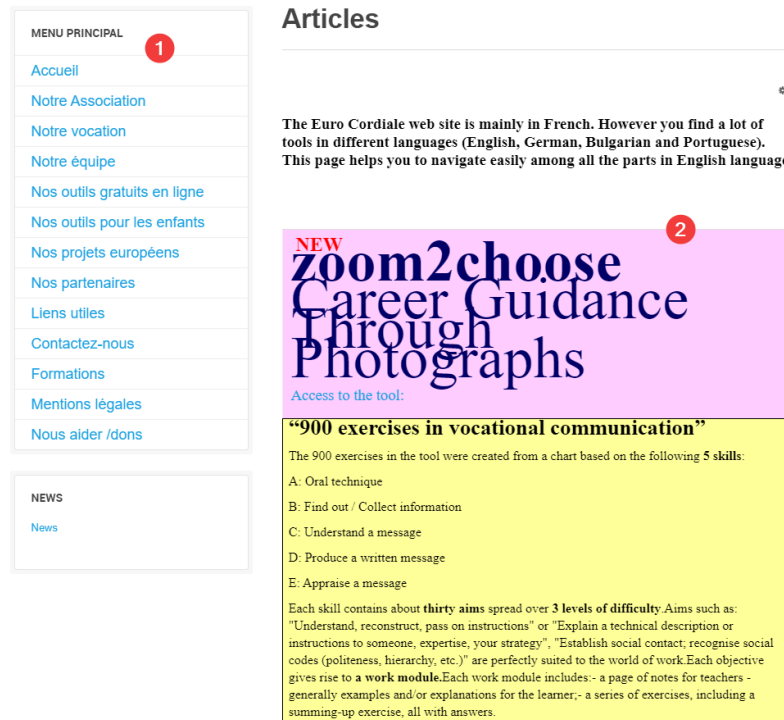 MENU PRINCIPAL
1
Accueil
Notre Association
Notre vocation
Notre équipe
Nos outils gratuits en ligne
Nos outils pour les enfants
Nos projets européens
Nos partenaires
Liens utiles
Contactez-nous
Formations
Mentions légales
Nous aider /dons
NEWS
News
Articles
The Euro Cordiale web site is mainly in French. However you find a lot of
tools in different languages (English, German, Bulgarian and Portuguese).
This page helps you to navigate easily among all the parts in English language
2
NEW
zoom2choose
Career Guidance
Through
Photographs
Access to the tool:
“900 exercises in vocational communication”
The 900 exercises in the tool were created from a chart based on the following 5 skills:
A: Oral technique
B: Find out / Collect information
C: Understand a message
D: Produce a written message
E: Appraise a message
Each skill contains about thirty aims spread over 3 levels of difficulty.Aims such as:
"Understand, reconstruct, pass on instructions" or "Explain a technical description or
instructions to someone, expertise, your strategy", "Establish social contact; recognise social
codes (politeness, hierarchy, etc.)" are perfectly suited to the world of work.Each objective
gives rise to a work module.Each work module includes:- a page of notes for teachers -
generally examples and/or explanations for the learner;- a series of exercises, including a
summing-up exercise, all with answers.